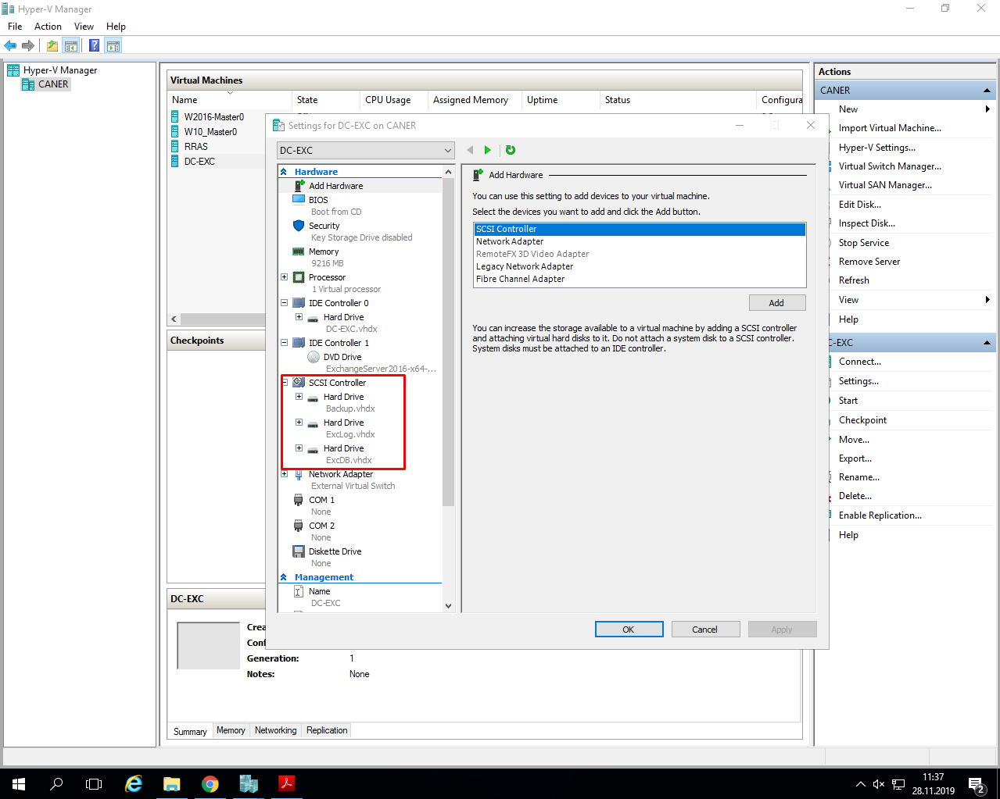 Hyper-V Manager
File Action View Help
Hyper-V Manager
CANER
Virtual Machines
Name State CPU Usage Assigned Memory Uptime Status Configura
W2016-Master0
W10_Master0
RRAS
DC-EXC
Checkpoints
DC-EXC
Crea
Conf
Generation: 1
Notes: None
Summary Memory Networking Replication
Settings for DC-EXC on CANER
DC-EXC
Hardware
Add Hardware
BIOS
Boot from CD
Security
Key Storage Drive disabled
Memory
9216 MB
Processor
1 Virtual processor
IDE Controller 0
Hard Drive
DC-EXC.vhdx
IDE Controller 1
DVD Drive
ExchangeServer2016-x64-...
SCSI Controller
Hard Drive
Backup.vhdx
Hard Drive
ExcLog.vhdx
Hard Drive
ExcDB.vhdx
Network Adapter
External Virtual Switch
COM 1
None
COM 2
None
Diskette Drive
None
Management
Name
DC-EXC
Add Hardware
You can use this setting to add devices to your virtual machine.
Select the devices you want to add and click the Add button.
SCSI Controller
Network Adapter
RemoteFX 3D Video Adapter
Legacy Network Adapter
Fibre Channel Adapter
Add
You can increase the storage available to a virtual machine by adding a SCSI controller
and attaching virtual hard disks to it. Do not attach a system disk to a SCSI controller.
System disks must be attached to an IDE controller.
OK Cancel Apply
Actions
CANER
New
Import Virtual Machine...
Hyper-V Settings...
Virtual Switch Manager...
Virtual SAN Manager...
Edit Disk...
Inspect Disk...
Stop Service
Remove Server
Refresh
View
Help
C-EXC
Connect...
Settings...
Start
Checkpoint
Move...
Export...
Rename...
Delete...
Enable Replication...
Help
11:37
28.11.2019
2